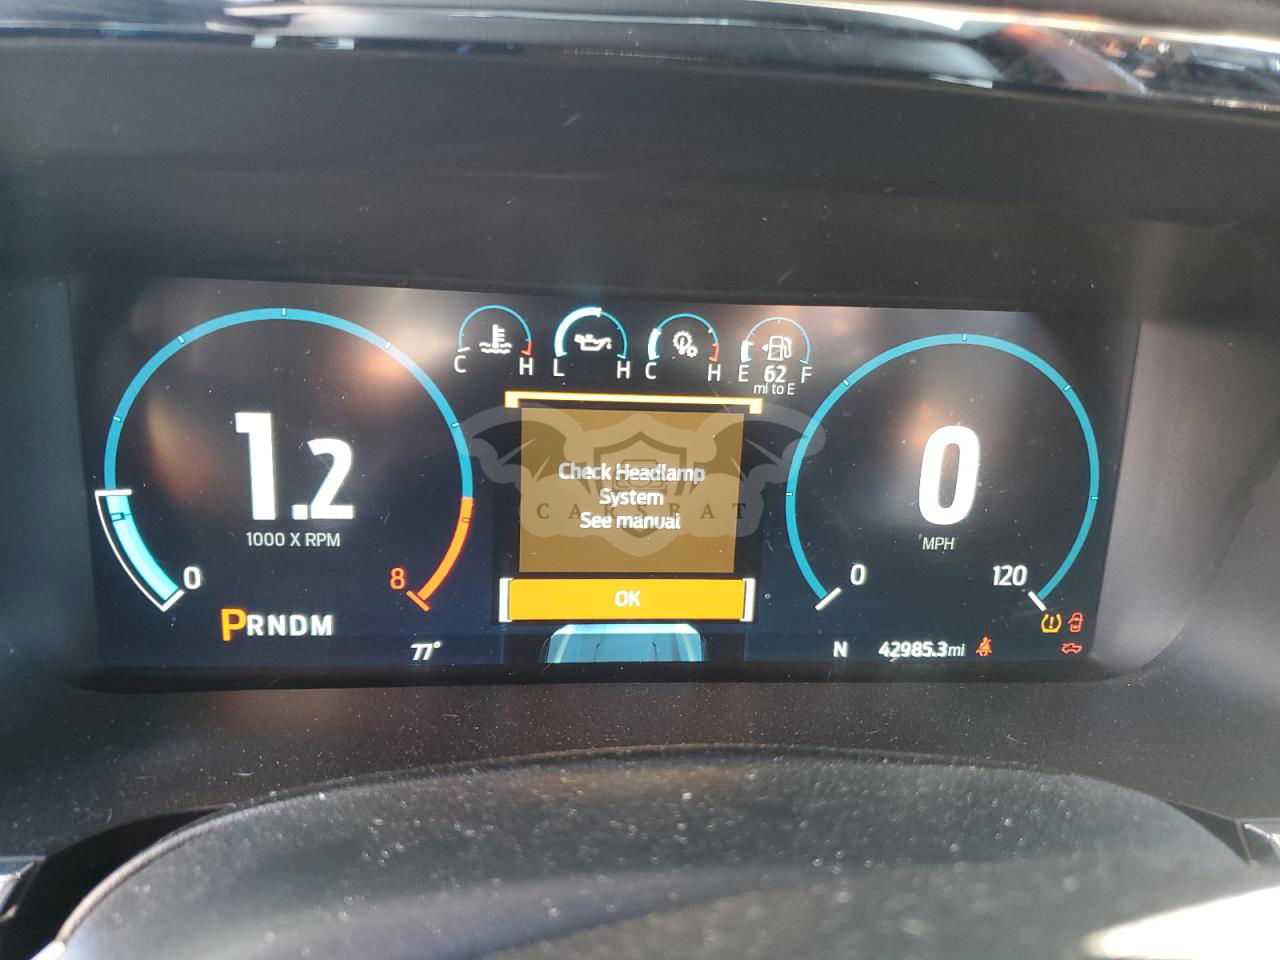 C H L H C H E 62 F
mi to E
Check Headlamp
System
See manual
CARSBAT
OK
1.2
1000 X RPM
0
8
PRNDM
77°
0
MPH
0
120
N 42985.3mi